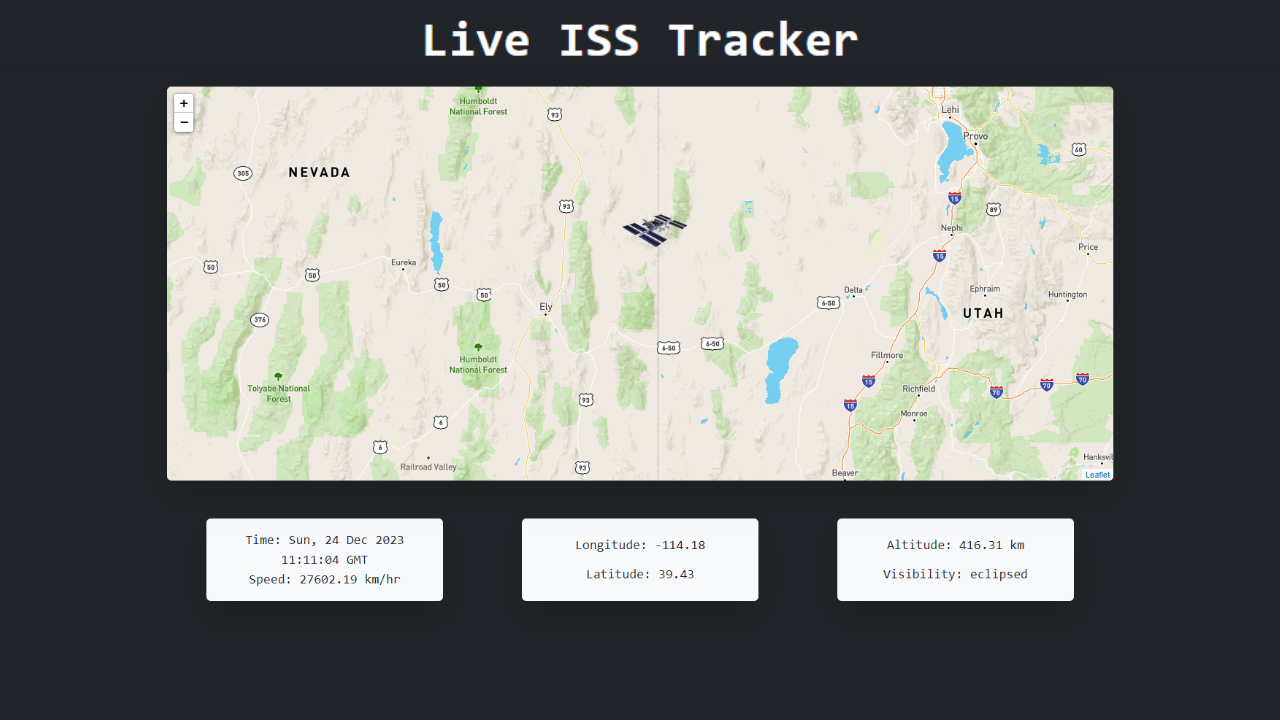 Live ISS Tracker
+
−
Humboldt
National Forest
93
Lehi
Provo
40
NEVADA
305
15
93
89
Nephi
Price
15
Eureka
50
50
50
50
Ely
Delta
6-50
Ephraim
Huntington
UTAH
376
6-50
6-50
Humboldt
National Forest
Fillmore
15
70
70
70
Toiyabe National
Forest
Richfield
93
15
Monroe
6
6
Railroad Valley
93
Beaver
Hanksvil
Leaflet
Time: Sun, 24 Dec 2023
11:11:04 GMT
Speed: 27602.19 km/hr
Longitude: -114.18
Latitude: 39.43
Altitude: 416.31 km
Visibility: eclipsed